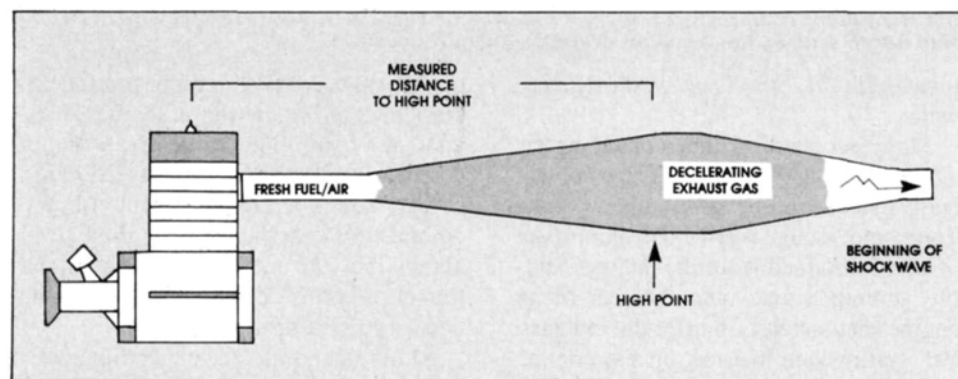 MEASURED
DISTANCE
TO HIGH POINT
FRESH FUEL/AIR
DECELERATING
EXHAUST GAS
BEGINNING OF
SHOCK WAVE
HIGH POINT